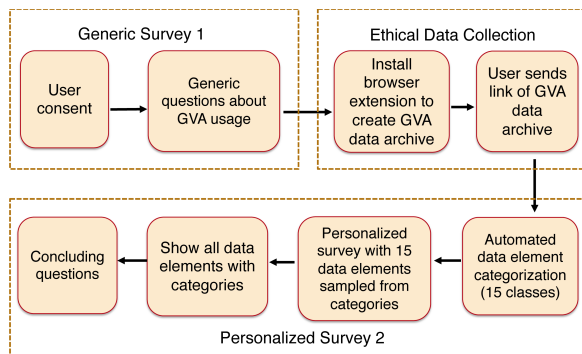 Generic Survey 1
User
consent
Generic
questions about
GVA usage
Ethical Data Collection
Install
browser
extension to
create GVA
data archive
User sends
link of GVA
data
archive
Automated
data element
categorization
(15 classes)
Personalized
survey with 15
data elements
sampled from
categories
Show all data
elements with
categories
Concluding
questions
Personalized Survey 2